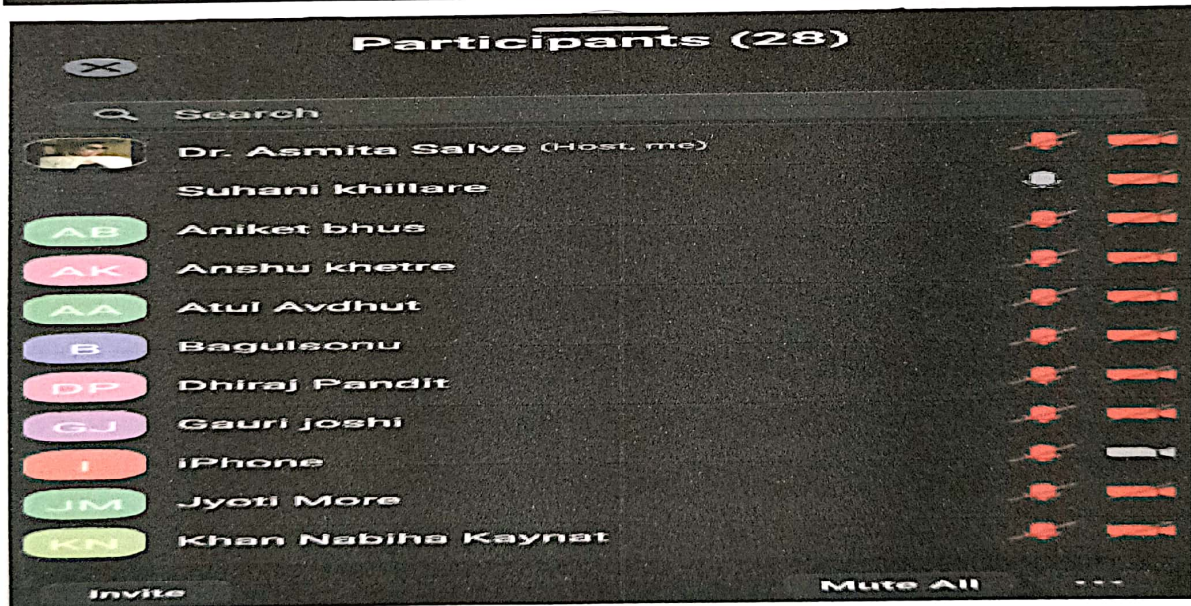 Participants (28)
Search
Dr. Asmita Salve (Host, me)
Suhani khillare
AB Aniket bhus
AK Anshu khetre
AA Atul Avdhut
B Bagulsonu
DP Dhiraj Pandit
GJ Gauri joshi
I iPhone
JM Jyoti More
KN Khan Nabiha Kaynat
Invite Mute All ...